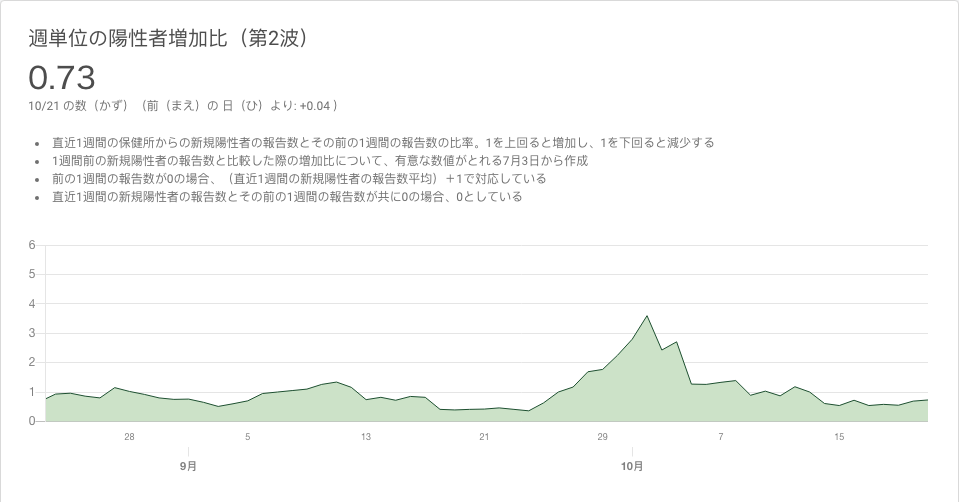 週単位の陽性者増加比（第2波）
0.73
10/21 の数（かず）（前（まえ）の 日（ひ）より: +0.04 ）
• 直近1週間の保健所からの新規陽性者の報告数とその前の1週間の報告数の比率。1を上回ると増加し、1を下回ると減少する
• 1週間前の新規陽性者の報告数と比較した際の増加比について、有意な数値がとれる7月3日から作成
• 前の1週間の報告数が0の場合、（直近1週間の新規陽性者の報告数平均）＋1で対応している
• 直近1週間の新規陽性者の報告数とその前の1週間の報告数が共に0の場合、0としている
6
5
4
3
2
1
0
28 5 13 21 29 7 15
9月 10月